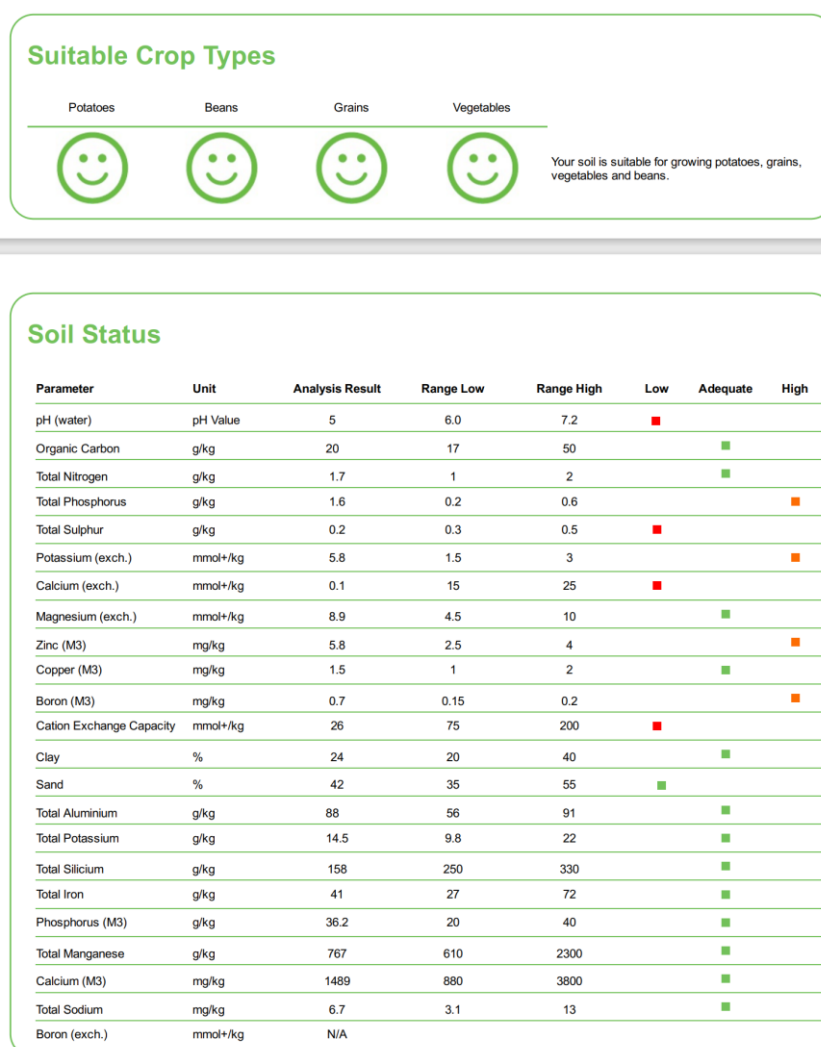 Suitable Crop Types
Potatoes Beans Grains Vegetables
Your soil is suitable for growing potatoes, grains,
vegetables and beans.
Soil Status
Parameter Unit Analysis Result Range Low Range High Low Adequate High
pH (water) pH Value 5 6.0 7.2
Organic Carbon g/kg 20 17 50
Total Nitrogen g/kg 1.7 1 2
Total Phosphorus g/kg 1.6 0.2 0.6
Total Sulphur g/kg 0.2 0.3 0.5
Potassium (exch.) mmol+/kg 5.8 1.5 3
Calcium (exch.) mmol+/kg 0.1 15 25
Magnesium (exch.) mmol+/kg 8.9 4.5 10
Zinc (M3) mg/kg 5.8 2.5 4
Copper (M3) mg/kg 1.5 1 2
Boron (M3) mg/kg 0.7 0.15 0.2
Cation Exchange Capacity mmol+/kg 26 75 200
Clay % 24 20 40
Sand % 42 35 55
Total Aluminium g/kg 88 56 91
Total Potassium g/kg 14.5 9.8 22
Total Silicium g/kg 158 250 330
Total Iron g/kg 41 27 72
Phosphorus (M3) g/kg 36.2 20 40
Total Manganese g/kg 767 610 2300
Calcium (M3) mg/kg 1489 880 3800
Total Sodium mg/kg 6.7 3.1 13
Boron (exch.) mmol+/kg N/A